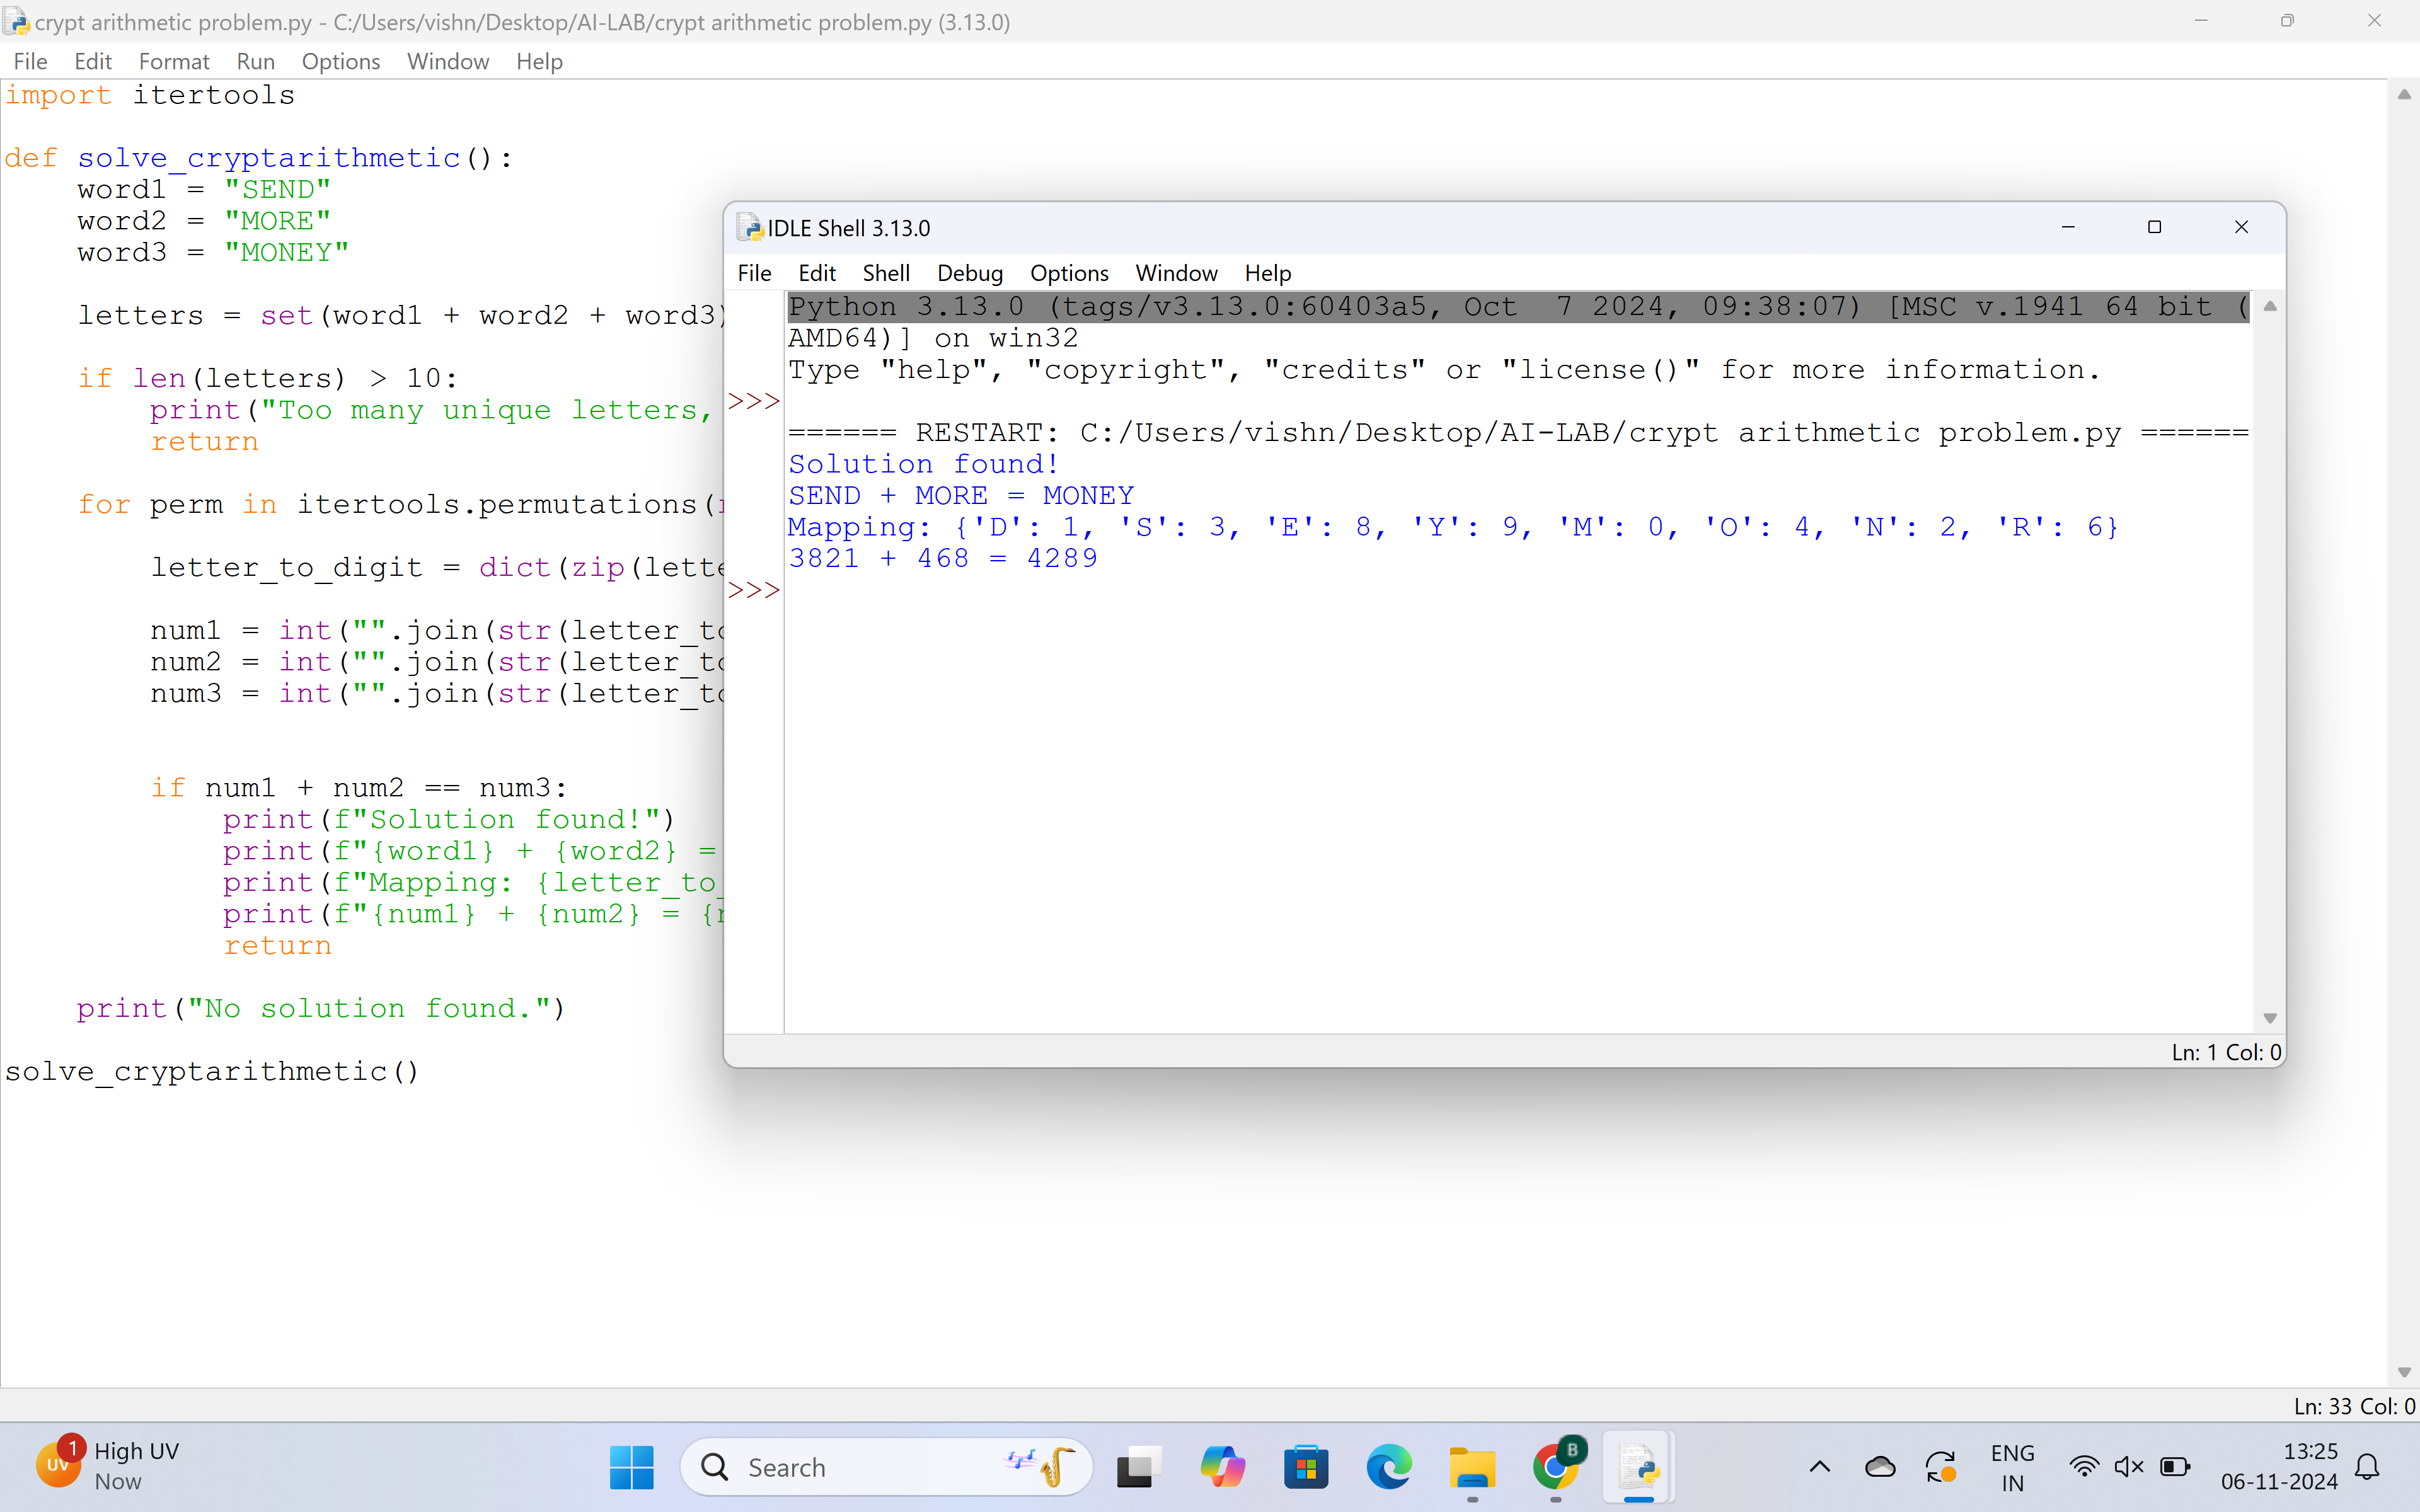 crypt arithmetic problem.py - C:/Users/vishn/Desktop/AI-LAB/crypt arithmetic problem.py (3.13.0)
File Edit Format Run Options Window Help
import itertools
def solve_cryptarithmetic():
word1 = "SEND"
word2 = "MORE"
word3 = "MONEY"
letters = set(word1 + word2 + word3)
if len(letters) > 10:
print("Too many unique letters,
return
for perm in itertools.permutations(
letter_to_digit = dict(zip(lette
num1 = int("".join(str(letter_to
num2 = int("".join(str(letter_to
num3 = int("".join(str(letter_to
if num1 + num2 == num3:
print(f"Solution found!")
print(f"{word1} + {word2} =
print(f"Mapping: {letter_to_
print(f"{num1} + {num2} = {
return
print("No solution found.")
solve_cryptarithmetic()
Ln: 33 Col: 0
IDLE Shell 3.13.0
File Edit Shell Debug Options Window Help
Python 3.13.0 (tags/v3.13.0:60403a5, Oct  7 2024, 09:38:07) [MSC v.1941 64 bit (
AMD64)] on win32
Type "help", "copyright", "credits" or "license()" for more information.
>>>
====== RESTART: C:/Users/vishn/Desktop/AI-LAB/crypt arithmetic problem.py ======
Solution found!
SEND + MORE = MONEY
Mapping: {'D': 1, 'S': 3, 'E': 8, 'Y': 9, 'M': 0, 'O': 4, 'N': 2, 'R': 6}
3821 + 468 = 4289
>>>
Ln: 1 Col: 0
1
UV
High UV
Now
Search
B
ENG
IN
13:25
06-11-2024